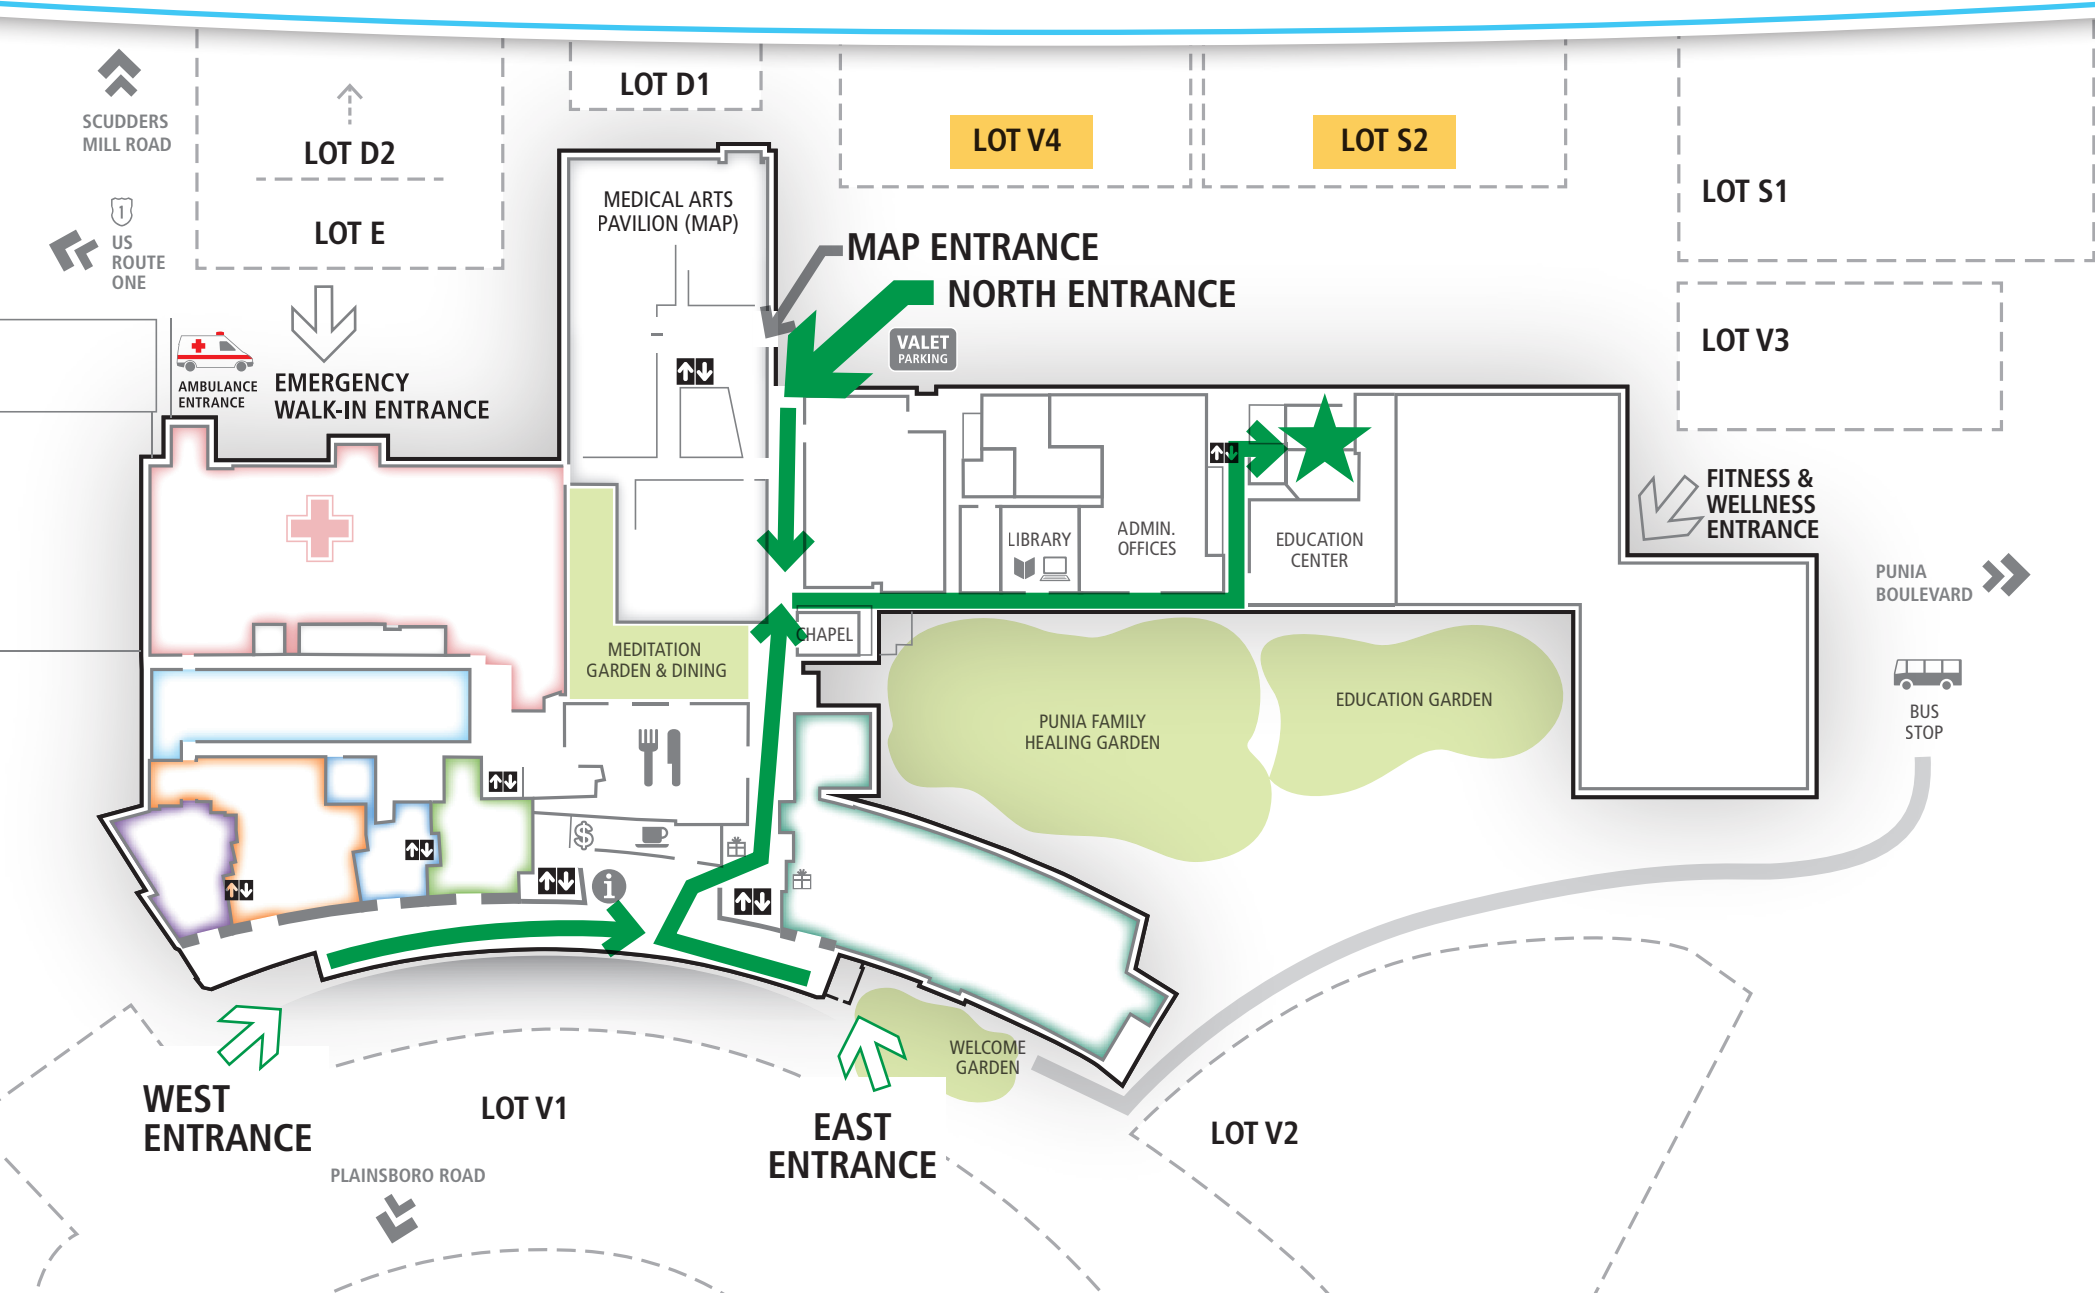 LOT D1
SCUDDERS
MILL ROAD
LOT D2
LOT V4
LOT S2
LOT S1
MEDICAL ARTS
PAVILION (MAP)
1
US
ROUTE
ONE
LOT E
MAP ENTRANCE
NORTH ENTRANCE
VALET
PARKING
LOT V3
AMBULANCE
ENTRANCE
EMERGENCY
WALK-IN ENTRANCE
FITNESS &
WELLNESS
ENTRANCE
LIBRARY
ADMIN.
OFFICES
EDUCATION
CENTER
PUNIA
BOULEVARD
CHAPEL
MEDITATION
GARDEN & DINING
PUNIA FAMILY
HEALING GARDEN
EDUCATION GARDEN
BUS
STOP
$
i
WELCOME
GARDEN
WEST
ENTRANCE
LOT V1
EAST
ENTRANCE
LOT V2
PLAINSBORO ROAD